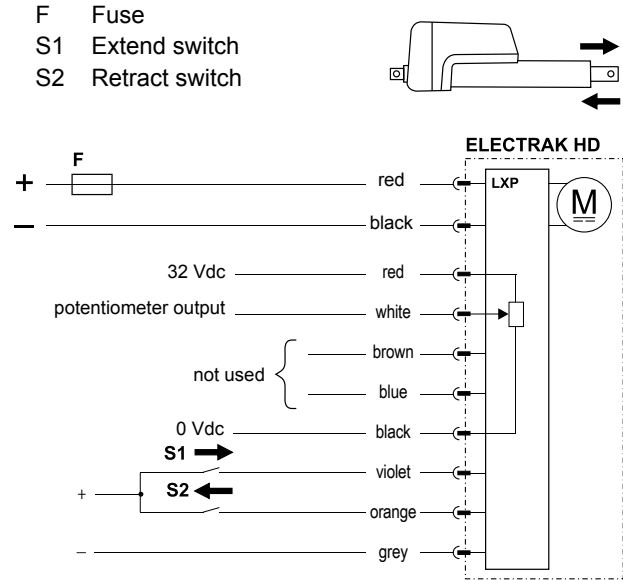 F Fuse
S1 Extend switch
S2 Retract switch
ELECTRAK HD
F
+ red LXP
M
– black
32 Vdc red
potentiometer output white
brown
not used
blue
0 Vdc black
S1
violet
+ S2
orange
– grey